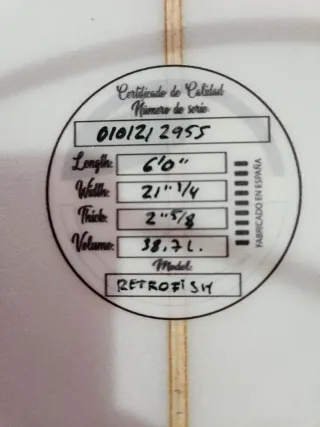 Certificado de Calidad
Número de serie
010121 2955
Length: 6'0"
Width: 21" 1/4
Thick: 2" 5/8
Volume: 38,7 L.
Model:
RETROFISH
FABRICADO EN ESPAÑA